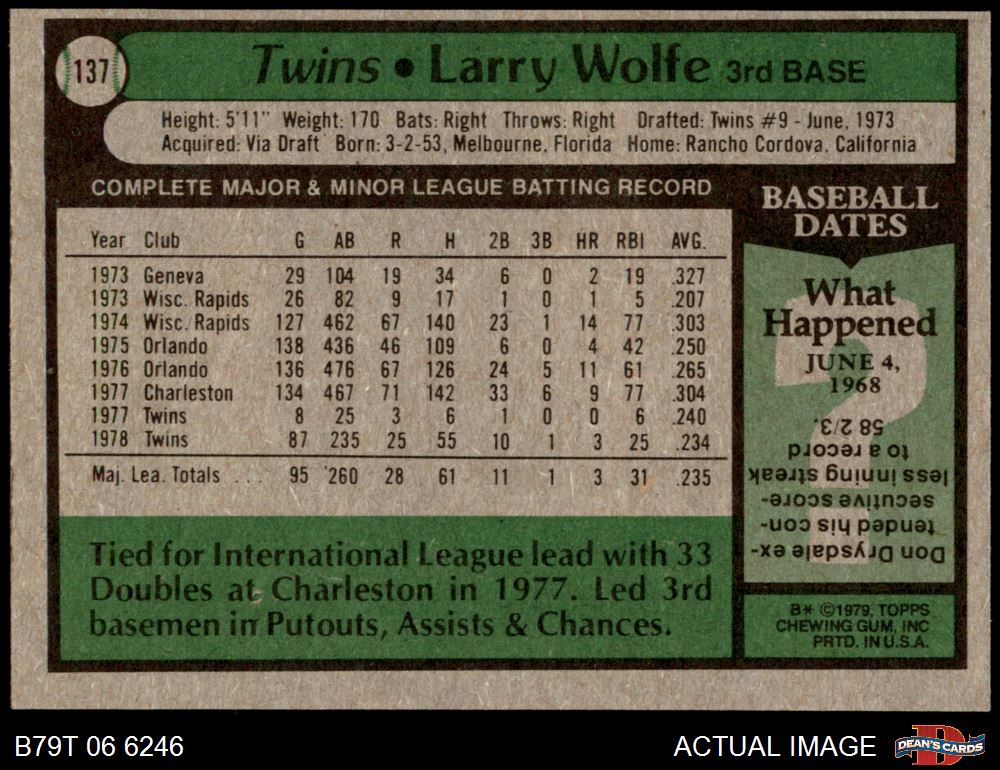 137
Twins • Larry Wolfe 3rd BASE
Height: 5'11" Weight: 170 Bats: Right Throws: Right Drafted: Twins #9 - June, 1973
Acquired: Via Draft Born: 3-2-53, Melbourne, Florida Home: Rancho Cordova, California
COMPLETE MAJOR & MINOR LEAGUE BATTING RECORD
Year Club G AB R H 2B 3B HR RBI AVG.
1973 Geneva 29 104 19 34 6 0 2 19 .327
1973 Wisc. Rapids 26 82 9 17 1 0 1 5 .207
1974 Wisc. Rapids 127 462 67 140 23 1 14 77 .303
1975 Orlando 138 436 46 109 6 0 4 42 .250
1976 Orlando 136 476 67 126 24 5 11 61 .265
1977 Charleston 134 467 71 142 33 6 9 77 .304
1977 Twins 8 25 3 6 1 0 0 6 .240
1978 Twins 87 235 25 55 10 1 3 25 .234
Maj. Lea. Totals ... 95 260 28 61 11 1 3 31 .235
Tied for International League lead with 33
Doubles at Charleston in 1977. Led 3rd
basemen in Putouts, Assists & Chances.
BASEBALL
DATES
What
Happened
JUNE 4,
1968
?
Don Drysdale ex-
tended his con-
secutive score-
less inning streak
to a record
58 2/3.
B* ©1979, TOPPS
CHEWING GUM, INC
PRTD. IN U.S.A.
B79T 06 6246
ACTUAL IMAGE
D
DEAN'S CARDS